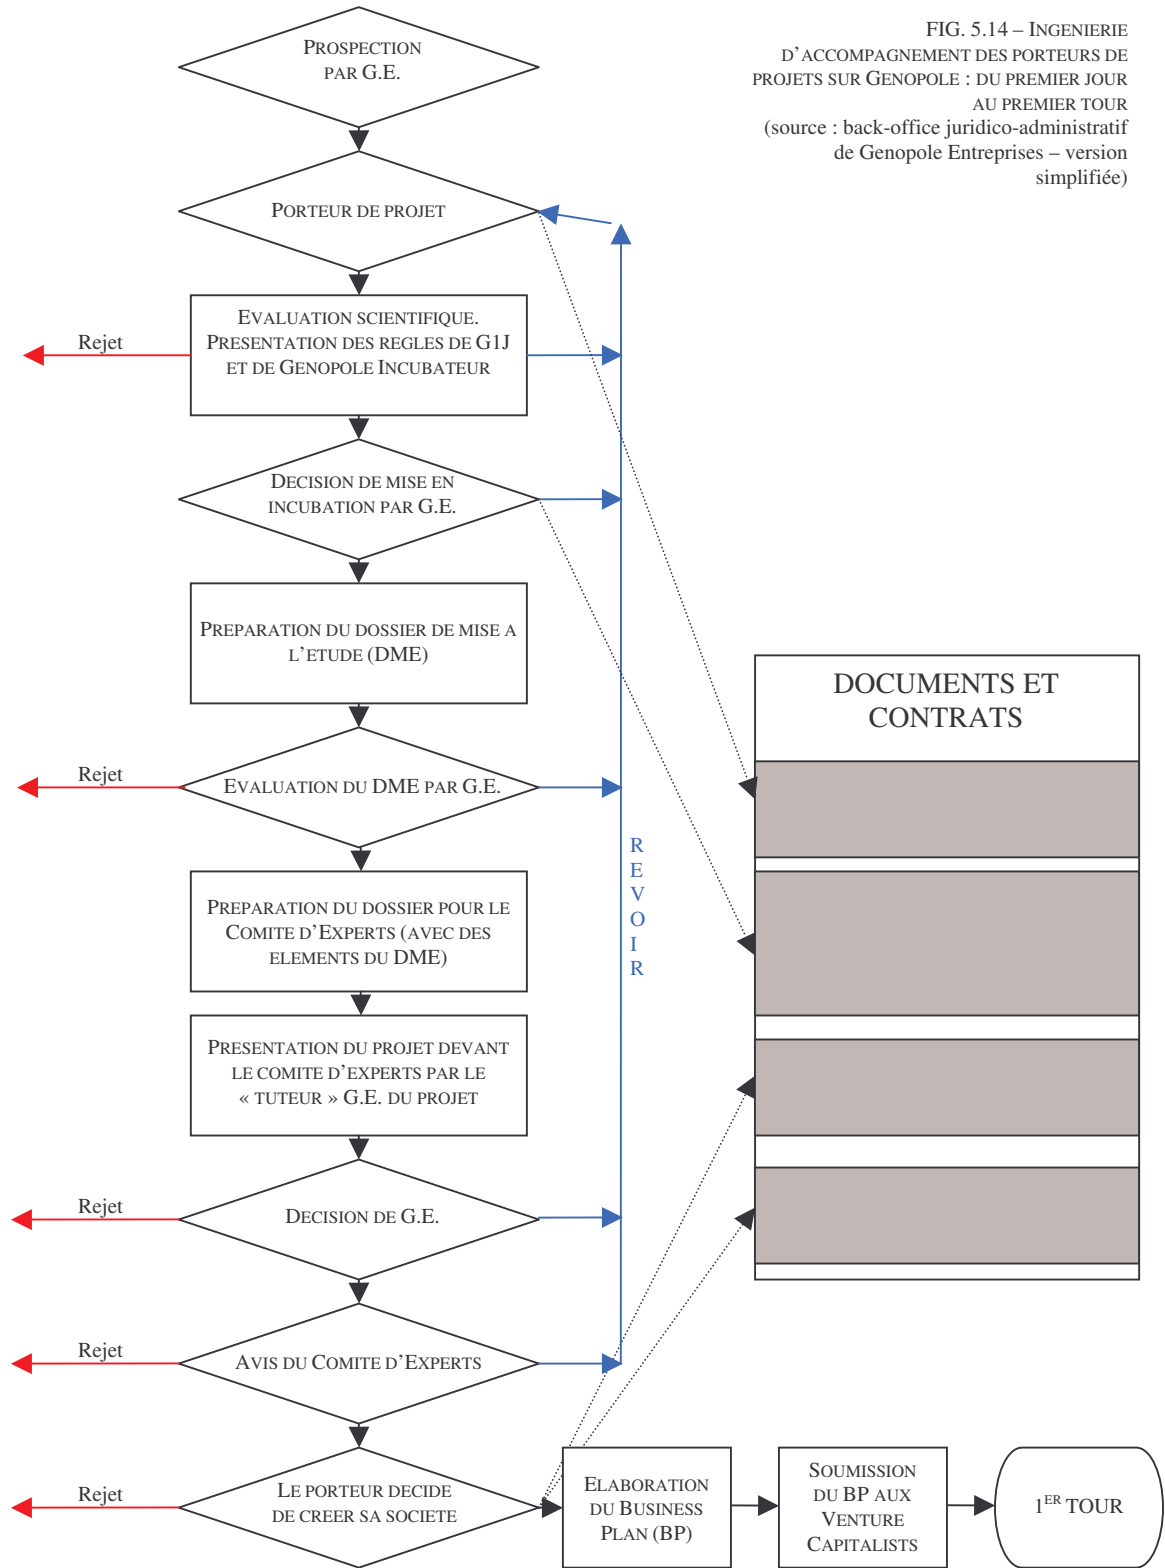 FIG. 5.14 – INGENIERIE
D'ACCOMPAGNEMENT DES PORTEURS DE
PROJETS SUR GENOPOLE : DU PREMIER JOUR
AU PREMIER TOUR
(source : back-office juridico-administratif
de Genopole Entreprises – version
simplifiée)
PROSPECTION
PAR G.E.
PORTEUR DE PROJET
EVALUATION SCIENTIFIQUE.
PRESENTATION DES REGLES DE G1J
ET DE GENOPOLE INCUBATEUR
Rejet
DECISION DE MISE EN
INCUBATION PAR G.E.
PREPARATION DU DOSSIER DE MISE A
L'ETUDE (DME)
DOCUMENTS ET
CONTRATS
Rejet
EVALUATION DU DME PAR G.E.
R
E
V
O
I
R
PREPARATION DU DOSSIER POUR LE
COMITE D'EXPERTS (AVEC DES
ELEMENTS DU DME)
PRESENTATION DU PROJET DEVANT
LE COMITE D'EXPERTS PAR LE
« TUTEUR » G.E. DU PROJET
Rejet
DECISION DE G.E.
Rejet
AVIS DU COMITE D'EXPERTS
Rejet
LE PORTEUR DECIDE
DE CREER SA SOCIETE
ELABORATION
DU BUSINESS
PLAN (BP)
SOUMISSION
DU BP AUX
VENTURE
CAPITALISTS
1ER TOUR